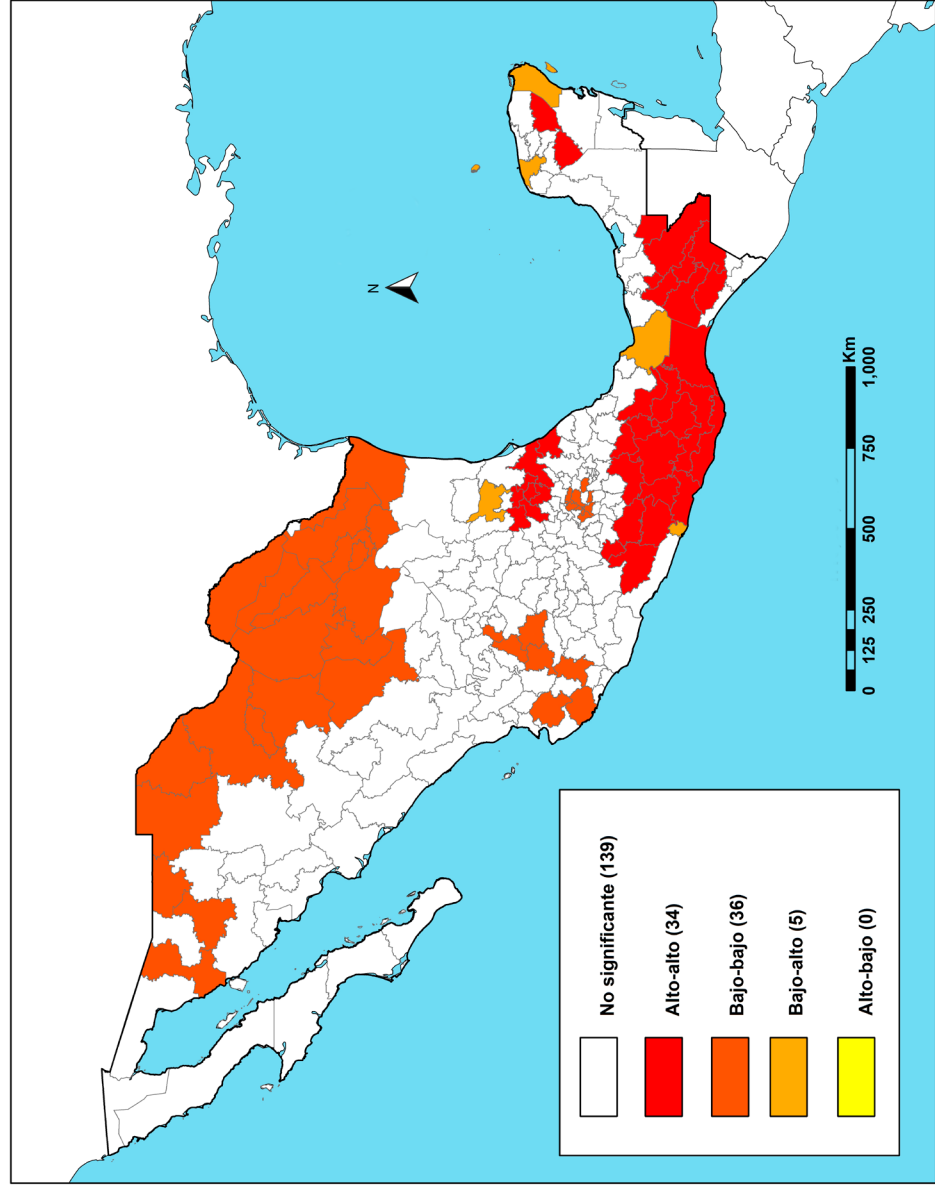 N
0 125 250 500 750 1,000
Km
No significante (139)
Alto-alto (34)
Bajo-bajo (36)
Bajo-alto (5)
Alto-bajo (0)